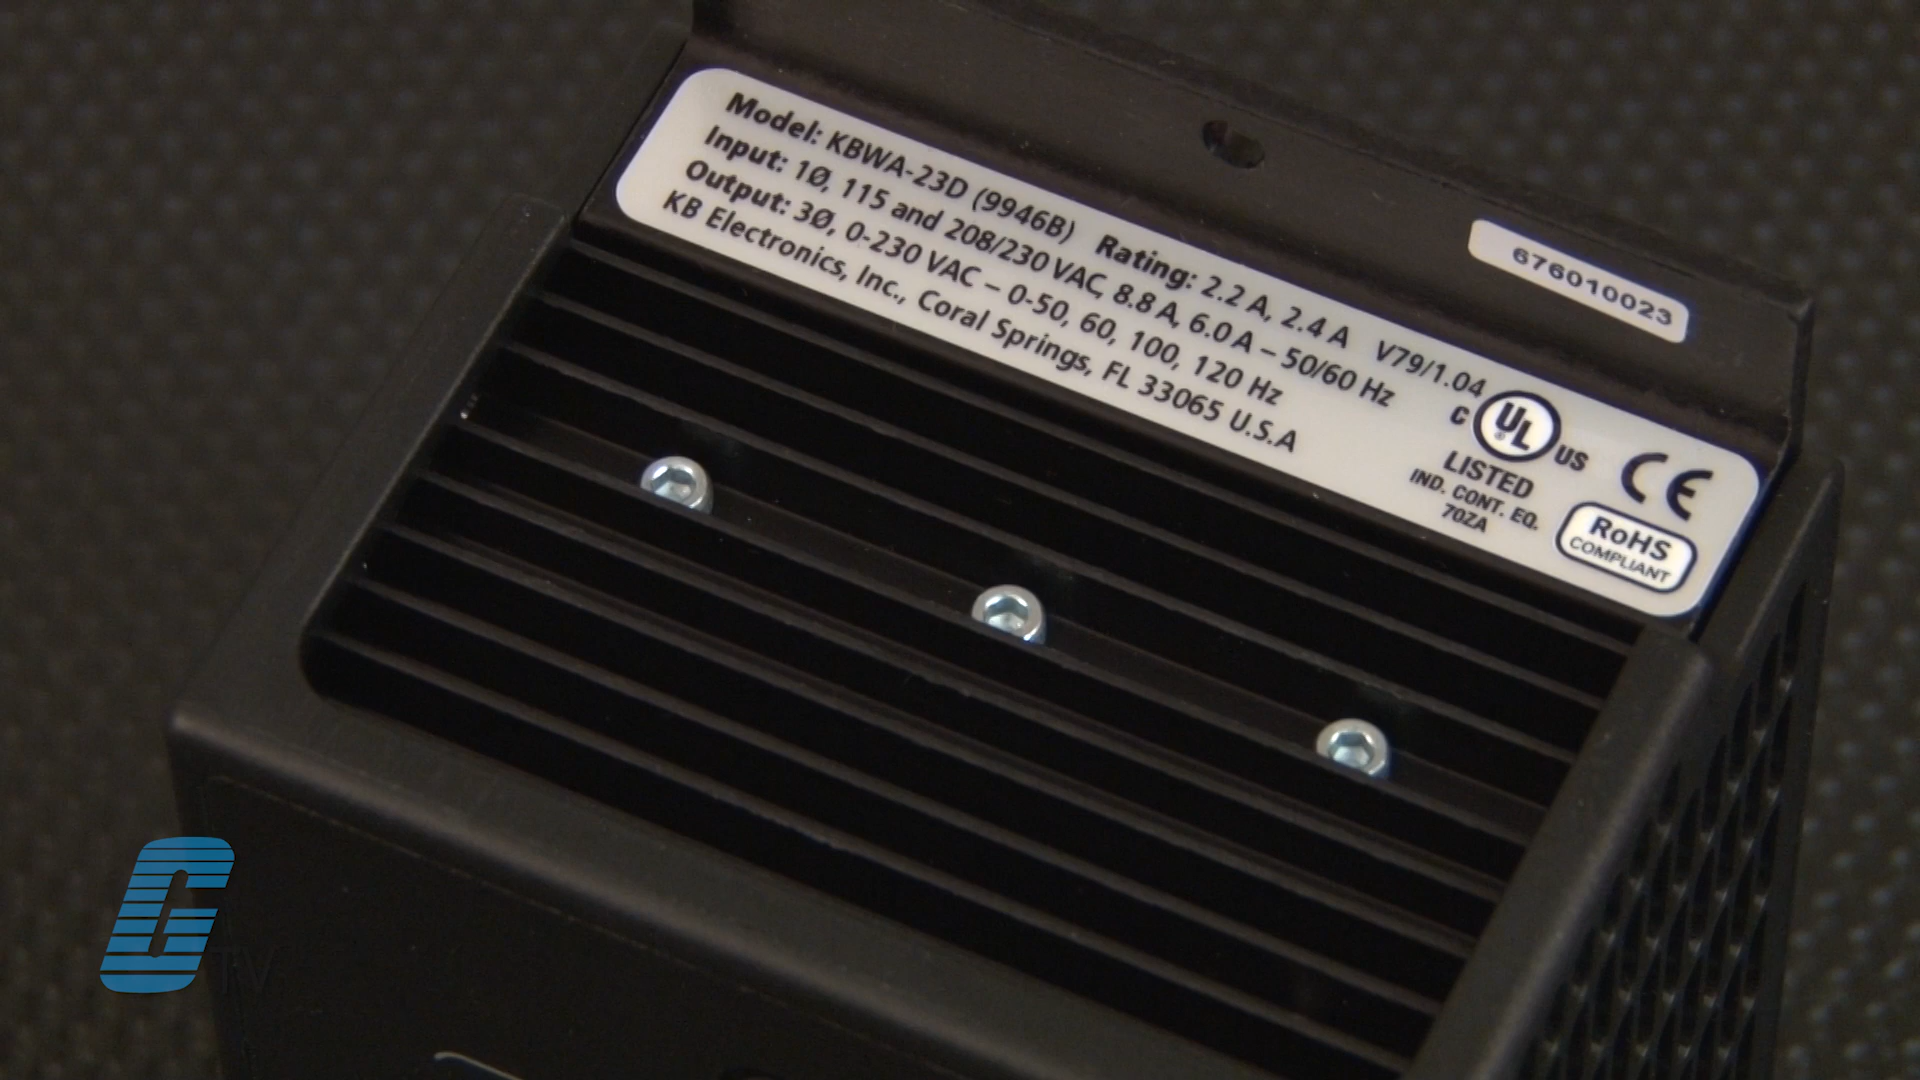 Model: KBWA-23D (9946B) Rating: 2.2 A, 2.4 A V79/1.04
Input: 1Ø, 115 and 208/230 VAC, 8.8 A, 6.0 A – 50/60 Hz
Output: 3Ø, 0-230 VAC – 0-50, 60, 100, 120 Hz
KB Electronics, Inc., Coral Springs, FL 33065 U.S.A
C UL® US
LISTED
IND. CONT. EQ.
70ZA
CE
RoHS
COMPLIANT
676010023
G TV